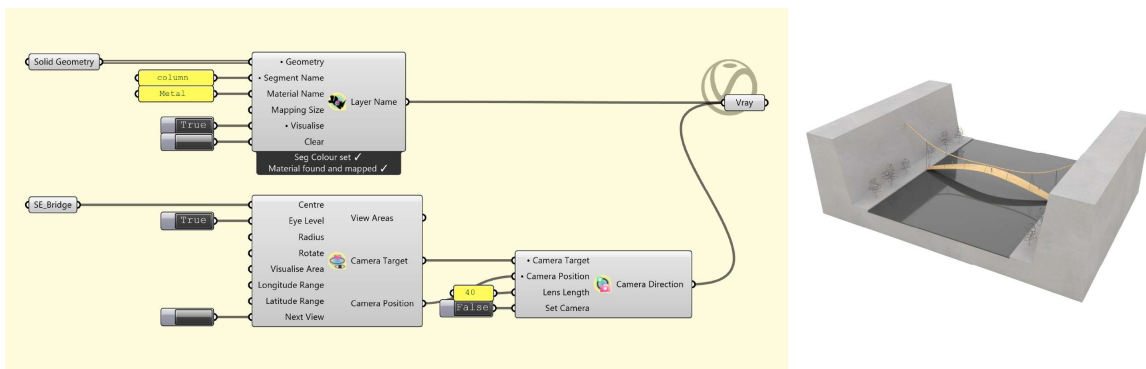 Solid Geometry
column
Metal
True
• Geometry
• Segment Name
Material Name
Mapping Size
• Visualise
Clear
Layer Name
Seg Colour set ✓
Material found and mapped ✓
Vray
SE_Bridge
True
Centre
Eye Level
Radius
Rotate
Visualise Area
Longitude Range
Latitude Range
Next View
View Areas
Camera Target
Camera Position
40
False
• Camera Target
• Camera Position
Lens Length
Set Camera
Camera Direction